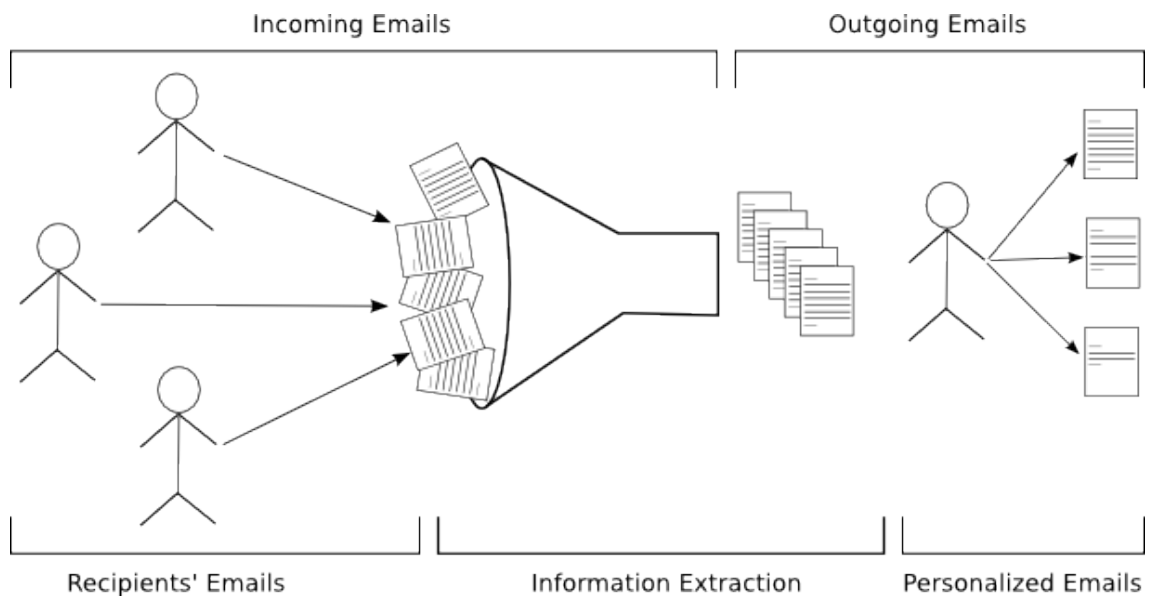 Incoming Emails
Outgoing Emails
Recipients' Emails
Information Extraction
Personalized Emails